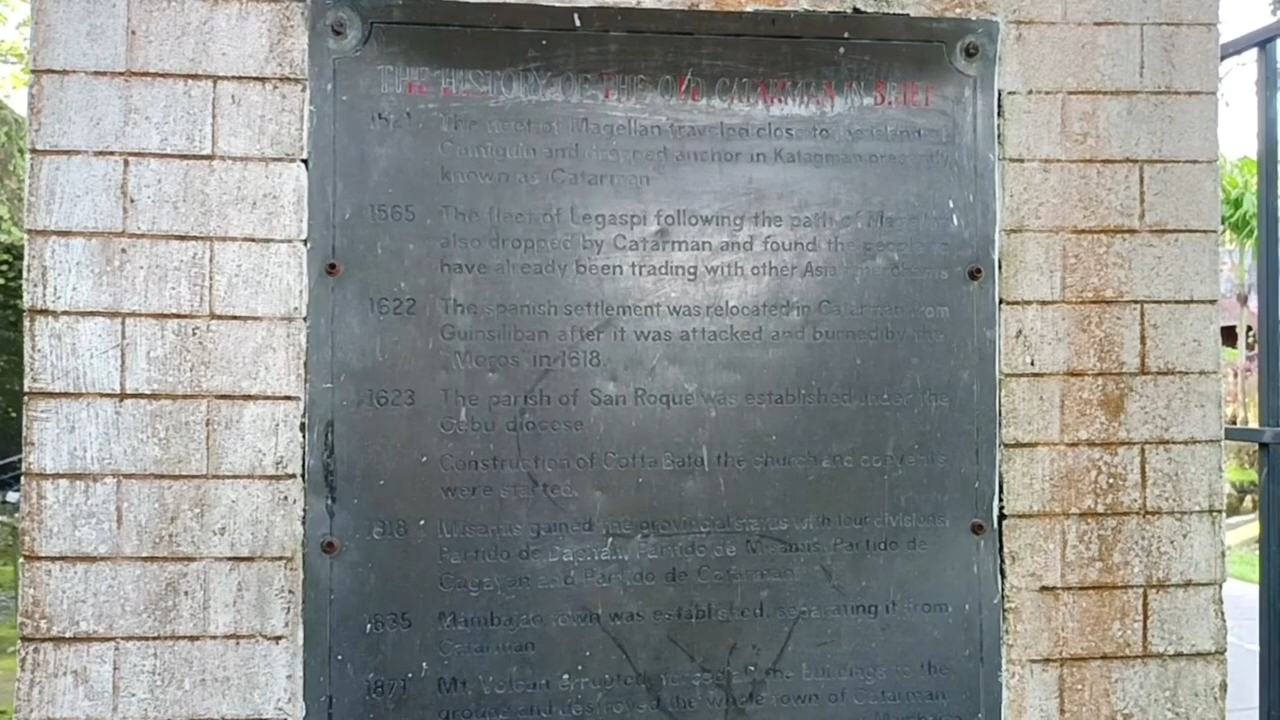 THE HISTORY OF THE OLD CATARMAN IN BRIEF
1521 The fleet of Magellan traveled close to the island of
Camiguin and dropped anchor in Katagman presently
known as Catarman
1565 The fleet of Legaspi following the path of Magellan
also dropped by Catarman and found the people to
have already been trading with other Asian merchants
1622 The spanish settlement was relocated in Catarman from
Guinsiliban after it was attacked and burned by the
"Moros" in 1618.
1623 The parish of San Roque was established under the
Cebu diocese
Construction of Cotta Bato, the church and convents
were started.
1818 Misamis gained the provincial status with four divisions:
Partido de Dapitan, Partido de Misamis, Partido de
Cagayan and Partido de Catarman
1835 Mambajao town was established, separating it from
Catarman
1871 Mt. Vulcan errupted, the buildings to the
ground and destroyed the whole town of Catarman,